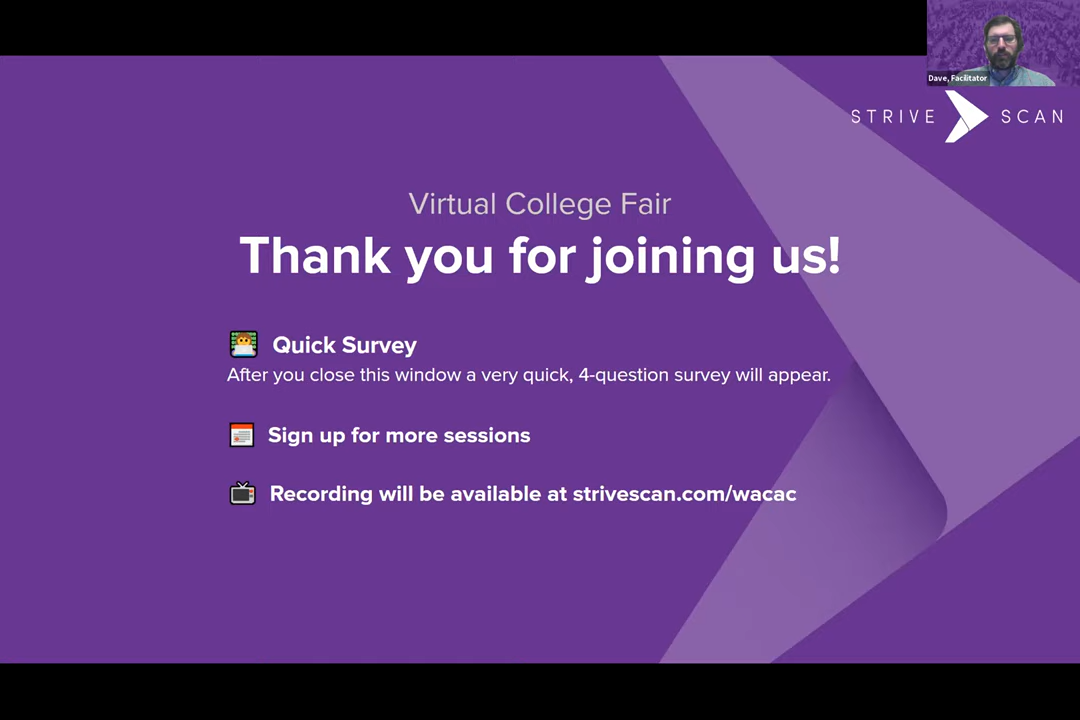 Dave, Facilitator
STRIVE SCAN
Virtual College Fair
Thank you for joining us!
Quick Survey
After you close this window a very quick, 4-question survey will appear.
Sign up for more sessions
Recording will be available at strivescan.com/wacac